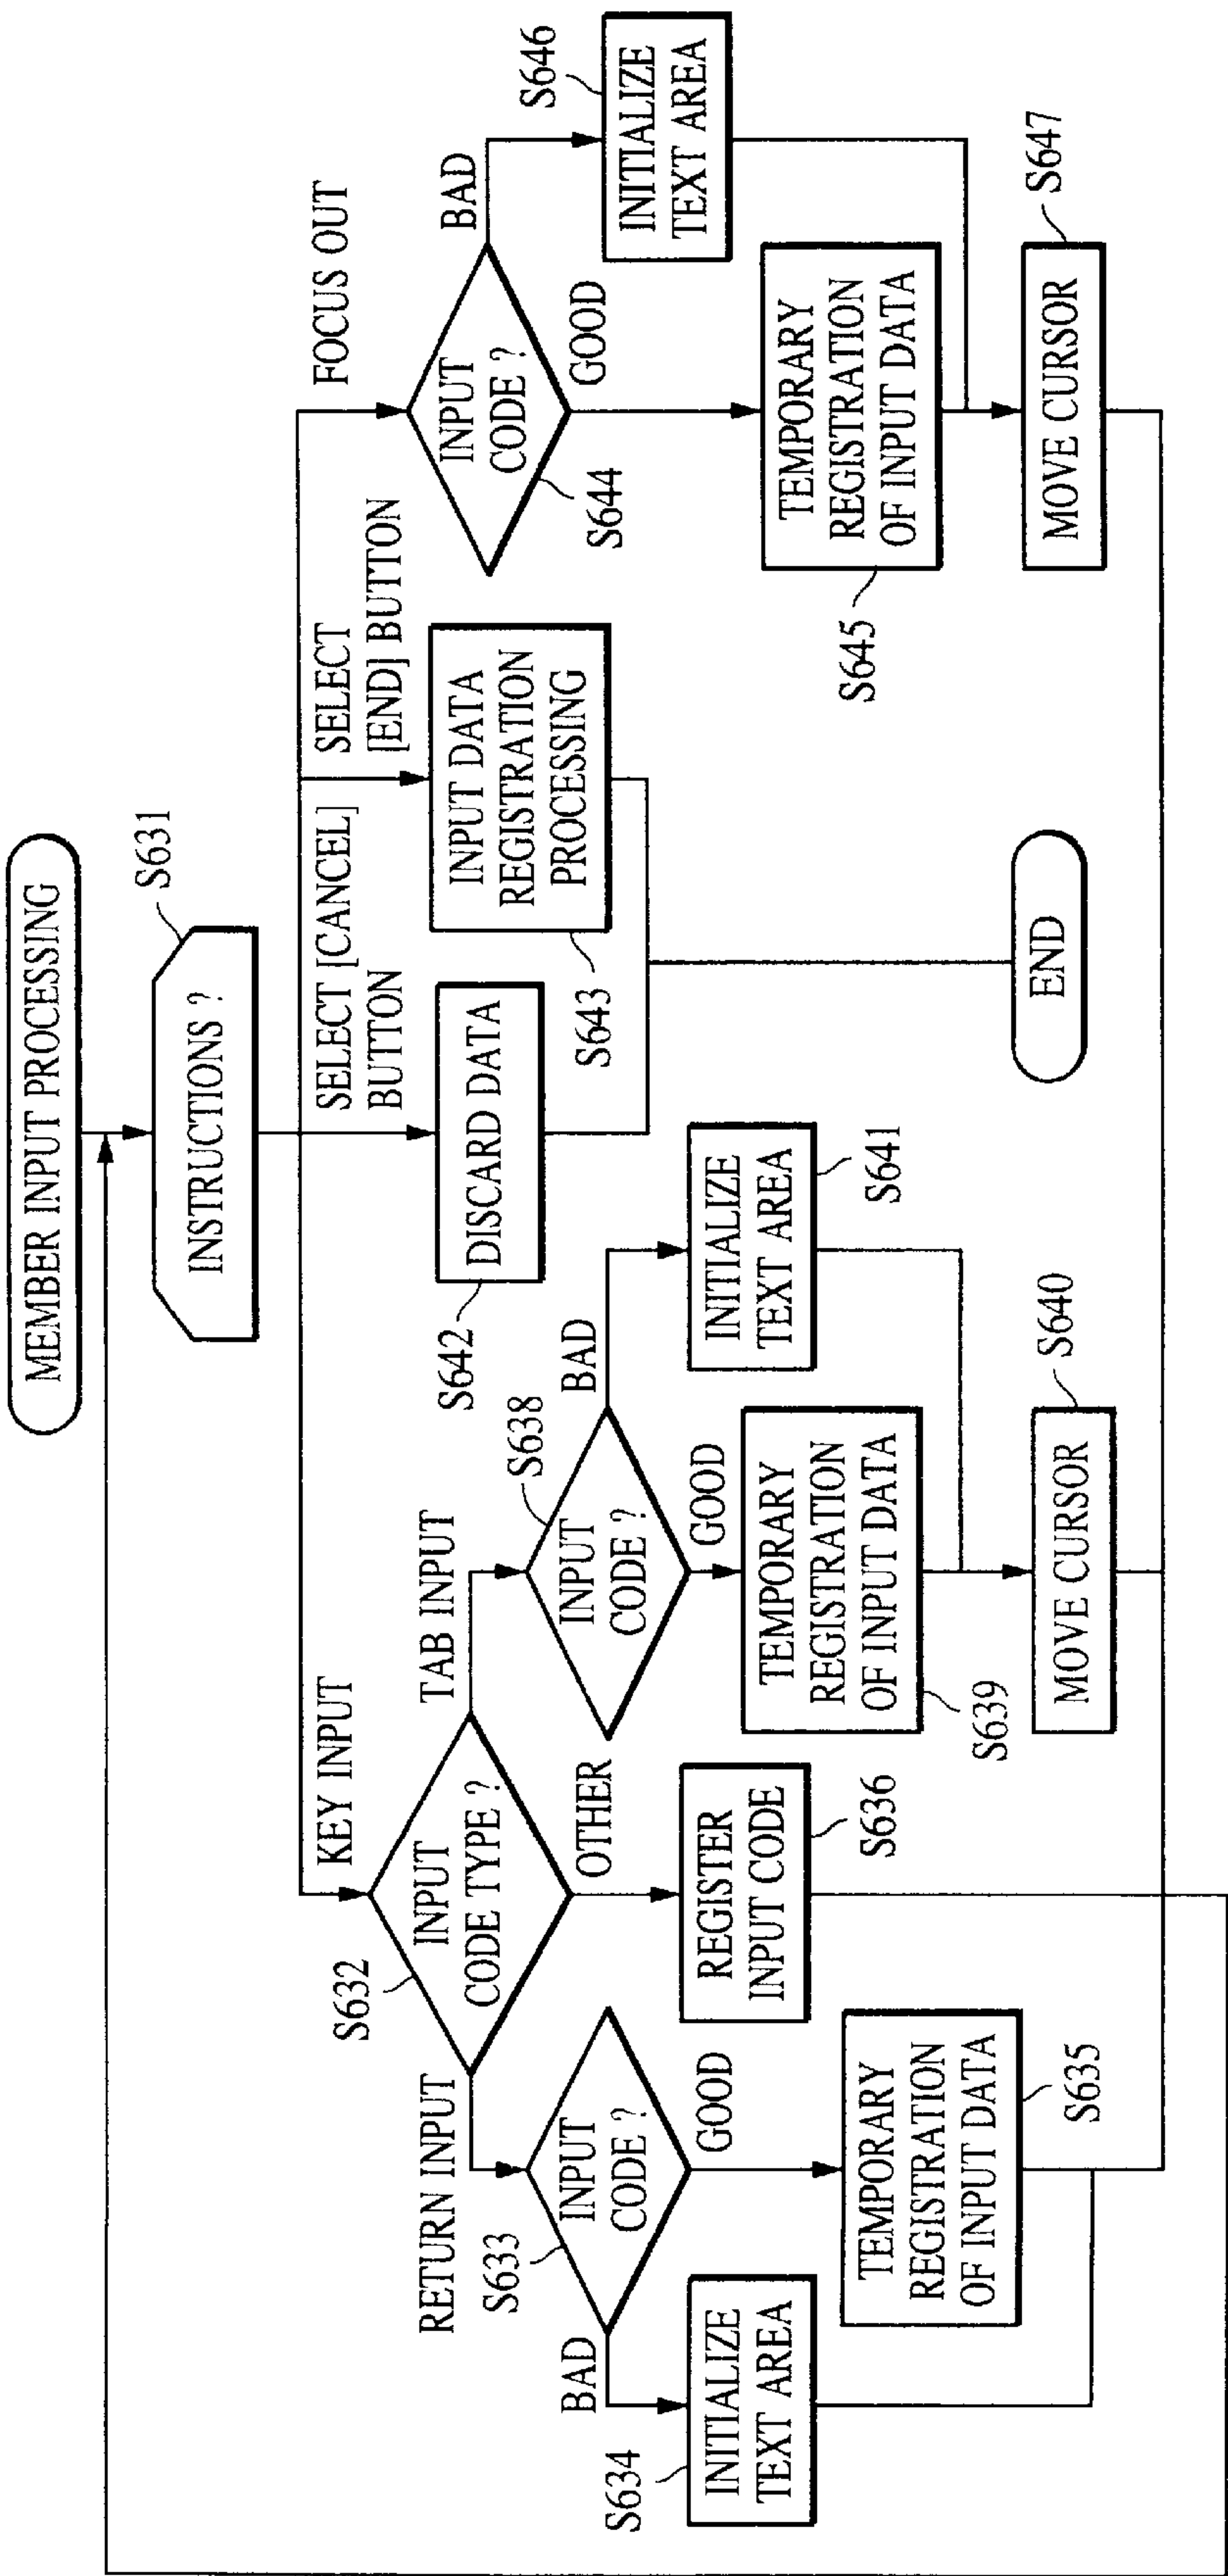 MEMBER INPUT PROCESSING
S631
INSTRUCTIONS ?
KEY INPUT
SELECT [CANCEL]
BUTTON
SELECT
[END] BUTTON
FOCUS OUT
S632
INPUT
CODE TYPE ?
RETURN INPUT
OTHER
TAB INPUT
S642
DISCARD DATA
INPUT DATA
REGISTRATION
PROCESSING
S643
INPUT
CODE ?
S644
BAD
GOOD
S646
INITIALIZE
TEXT AREA
S633
INPUT
CODE ?
BAD
GOOD
S638
INPUT
CODE ?
BAD
GOOD
S634
INITIALIZE
TEXT AREA
REGISTER
INPUT CODE
S636
INITIALIZE
TEXT AREA
S641
TEMPORARY
REGISTRATION
OF INPUT DATA
S635
TEMPORARY
REGISTRATION
OF INPUT DATA
S639
TEMPORARY
REGISTRATION
OF INPUT DATA
S645
MOVE CURSOR
S640
END
MOVE CURSOR
S647